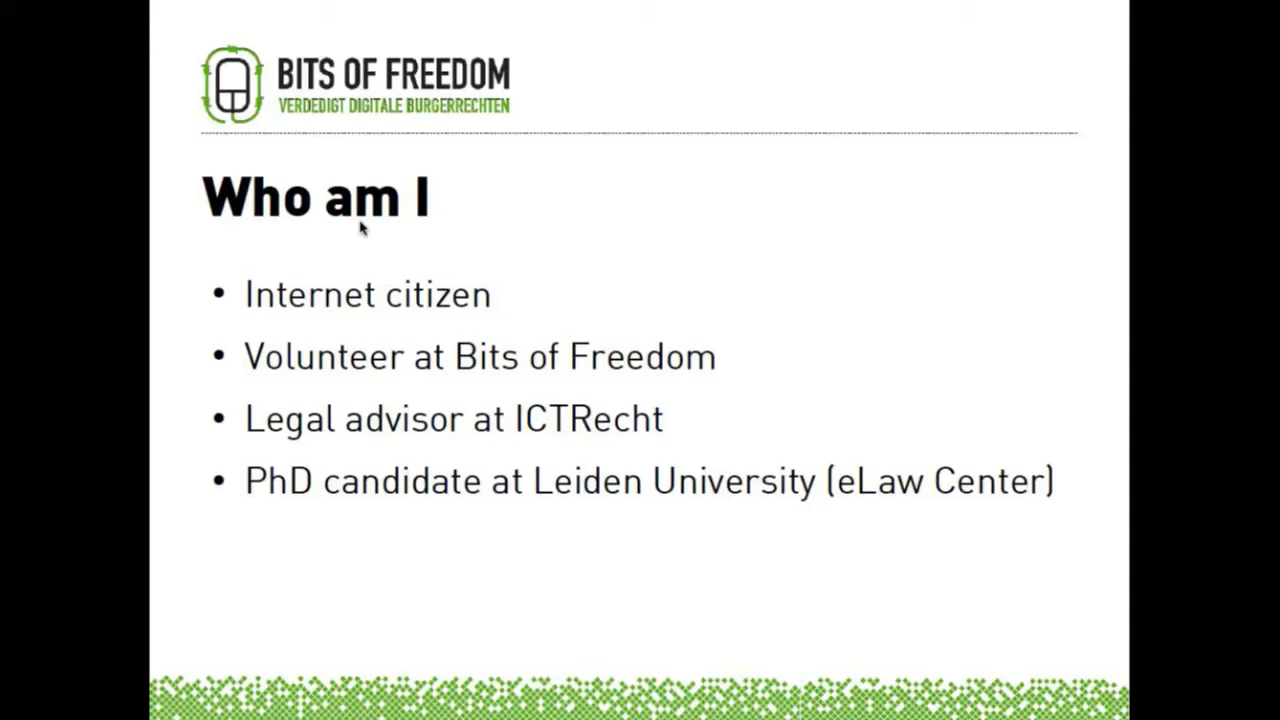 BITS OF FREEDOM
VERDEDIGT DIGITALE BURGERRECHTEN
Who am I
• Internet citizen
• Volunteer at Bits of Freedom
• Legal advisor at ICTRecht
• PhD candidate at Leiden University (eLaw Center)